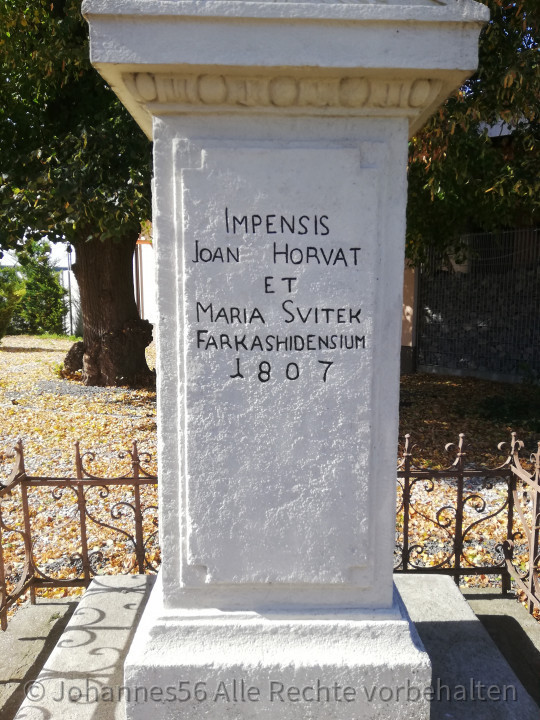 IMPENSIS
JOAN HORVAT
ET
MARIA SVITEK
FARKASHIDENSIUM
1807
© Johannes56 Alle Rechte vorbehalten